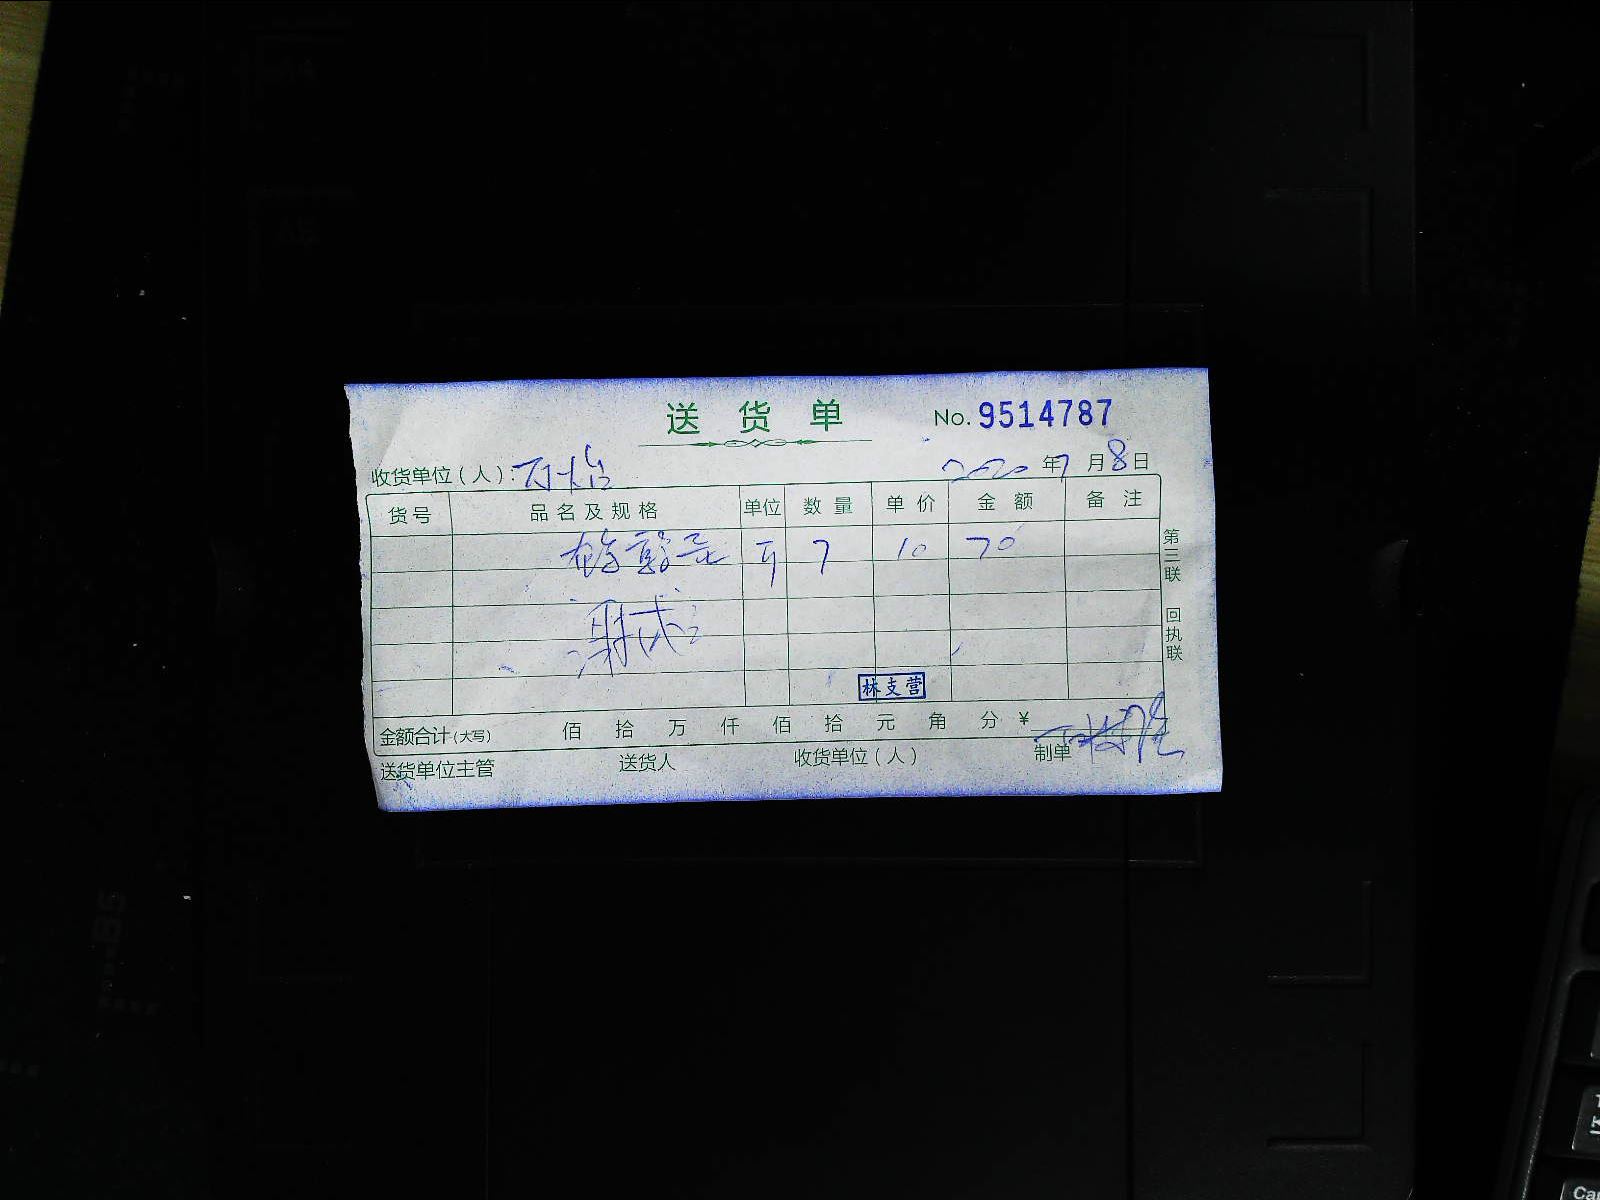 送 货 单 No. 9514787
收货单位(人): 2020 年 7 月 8 日
货号 品名及规格 单位 数量 单价 金额 备注
7 10 70
林支营
金额合计(大写) 佰 拾 万 仟 佰 拾 元 角 分 ¥
送货单位主管 送货人 收货单位(人) 制单
第三联 回执联